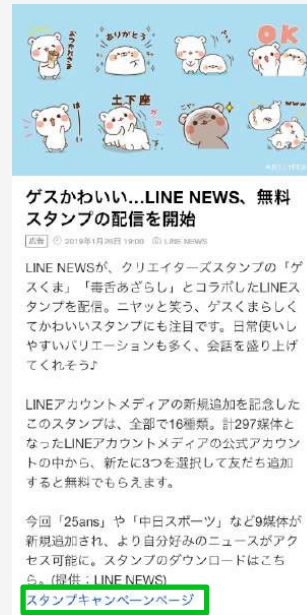 おつかれさま
ありがとう
OK
はーい
土下座
ゲスかわいい…LINE NEWS、無料
スタンプの配信を開始
広告 2019年1月28日 19:00 LINE NEWS
LINE NEWSが、クリエイターズスタンプの「ゲ
スくま」「毒舌あざらし」とコラボしたLINEス
タンプを配信。ニヤッと笑う、ゲスくまらしく
てかわいいスタンプにも注目です。日常使いし
やすいバリエーションも多く、会話を盛り上げ
てくれそう♪
LINEアカウントメディアの新規追加を記念した
このスタンプは、全部で16種類。計297媒体と
なったLINEアカウントメディアの公式アカウン
トの中から、新たに3つを選択して友だち追加
すると無料でもらえます。
今回「25ans」や「中日スポーツ」など9媒体が
新規追加され、より自分好みのニュースがアク
セス可能に。スタンプのダウンロードはこち
ら。(提供：LINE NEWS)
スタンプキャンペーンページ